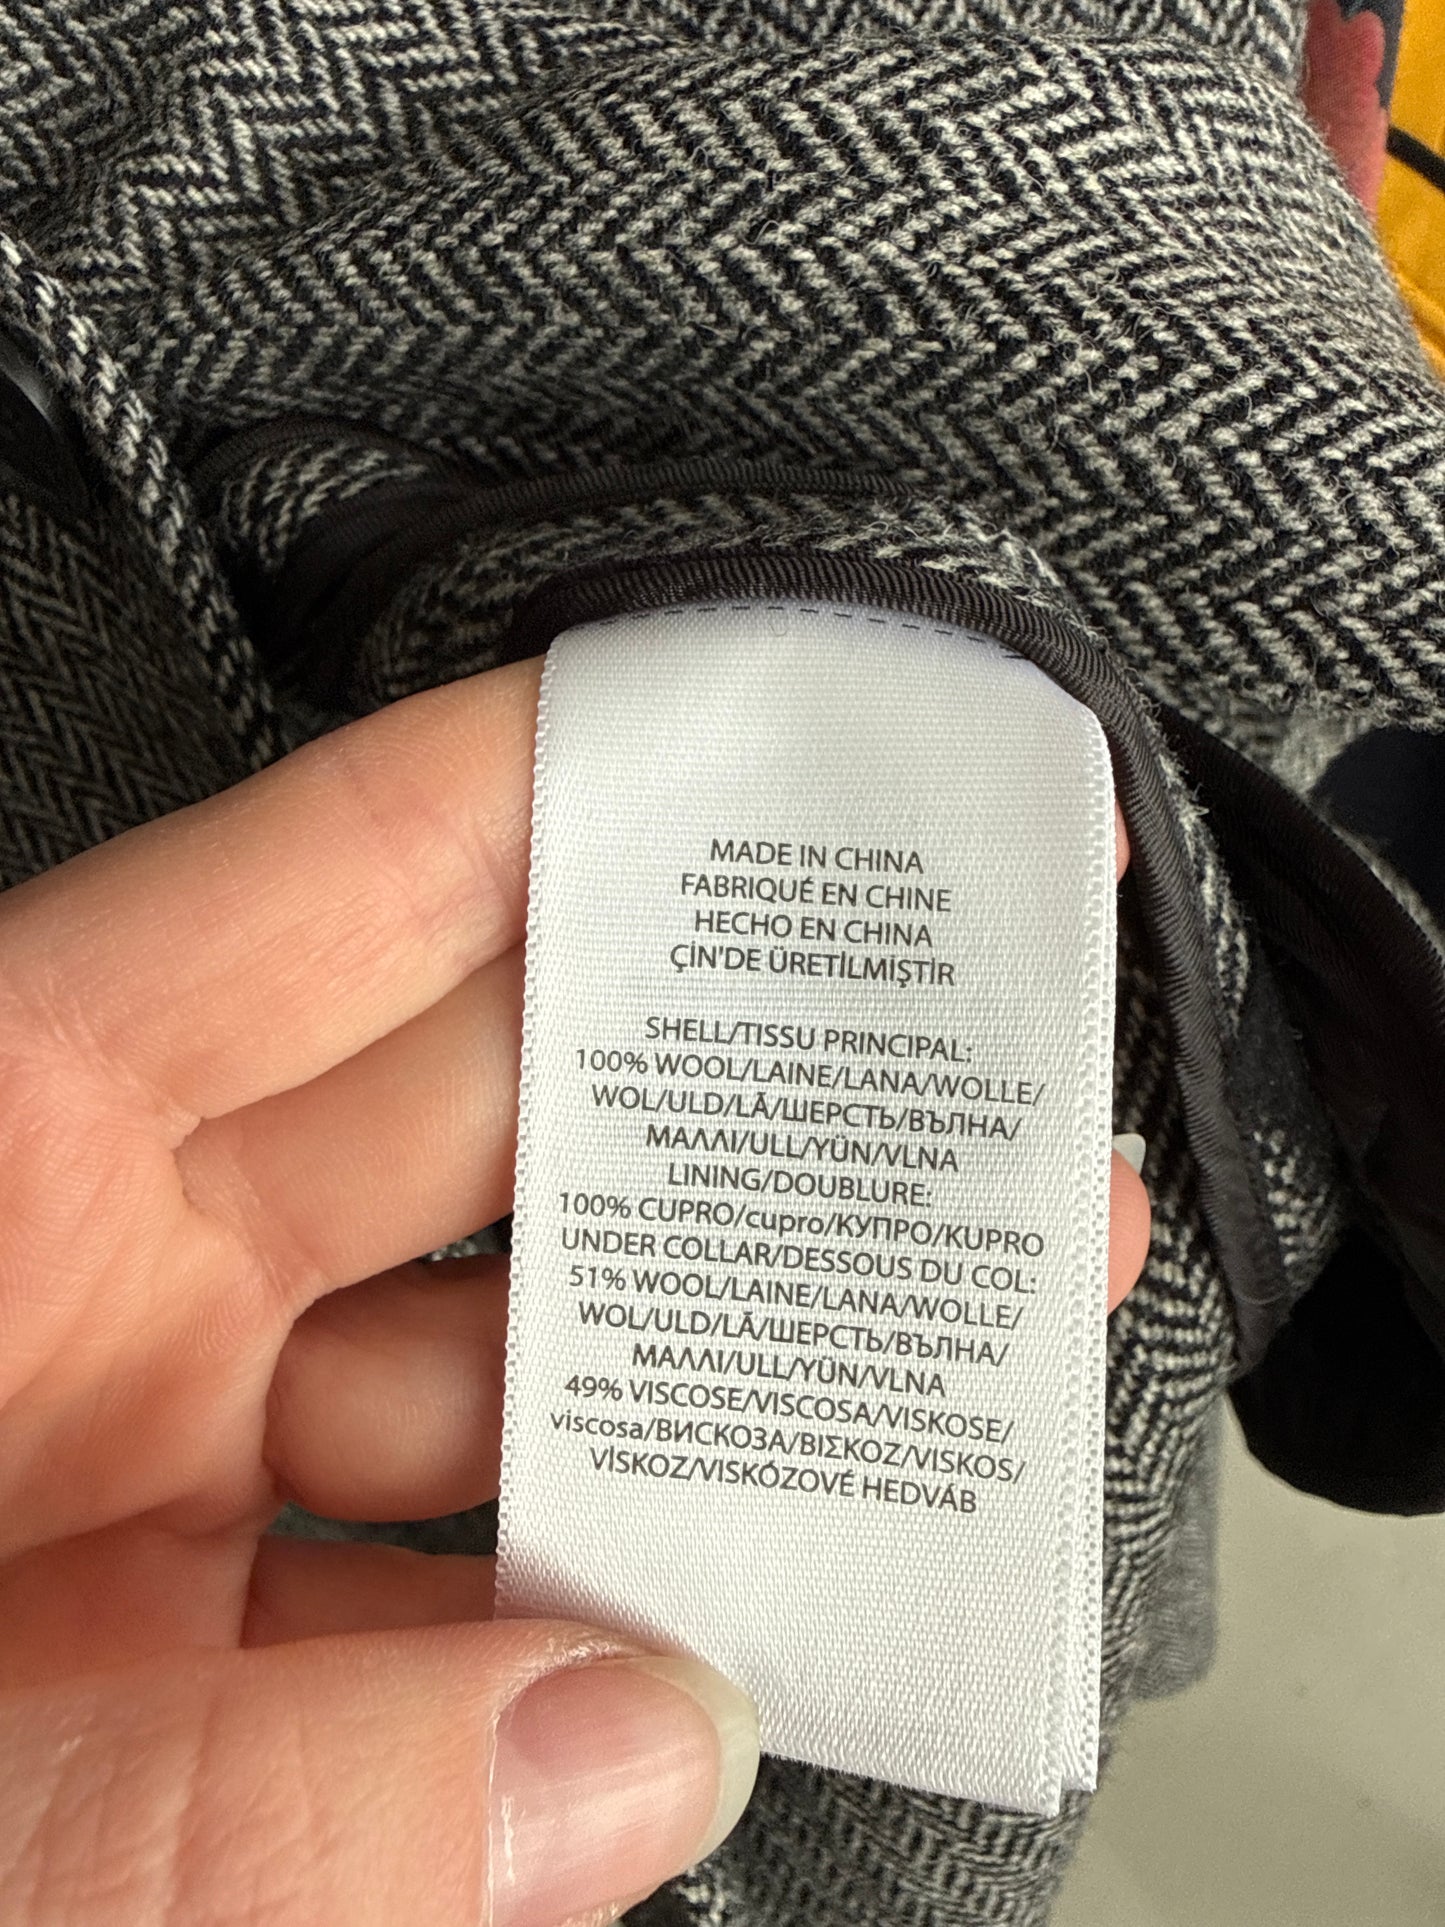 MADE IN CHINA
FABRIQUÉ EN CHINE
HECHO EN CHINA
ÇİN'DE ÜRETİLMİŞTİR
SHELL/TISSU PRINCIPAL:
100% WOOL/LAINE/LANA/WOLLE/
WOL/ULD/LÃ/ШЕРСТЬ/ВЪЛНА/
ΜΑΛΛΙ/ULL/YÜN/VLNA
LINING/DOUBLURE:
100% CUPRO/cupro/КУПРО/KUPRO
UNDER COLLAR/DESSOUS DU COL:
51% WOOL/LAINE/LANA/WOLLE/
WOL/ULD/LÃ/ШЕРСТЬ/ВЪЛНА/
ΜΑΛΛΙ/ULL/YÜN/VLNA
49% VISCOSE/VISCOSA/VISKOSE/
viscosa/ВИСКОЗА/ΒΙΣΚΟΖ/VISKOS/
VİSKOZ/VISKÓZOVÉ HEDVÁB